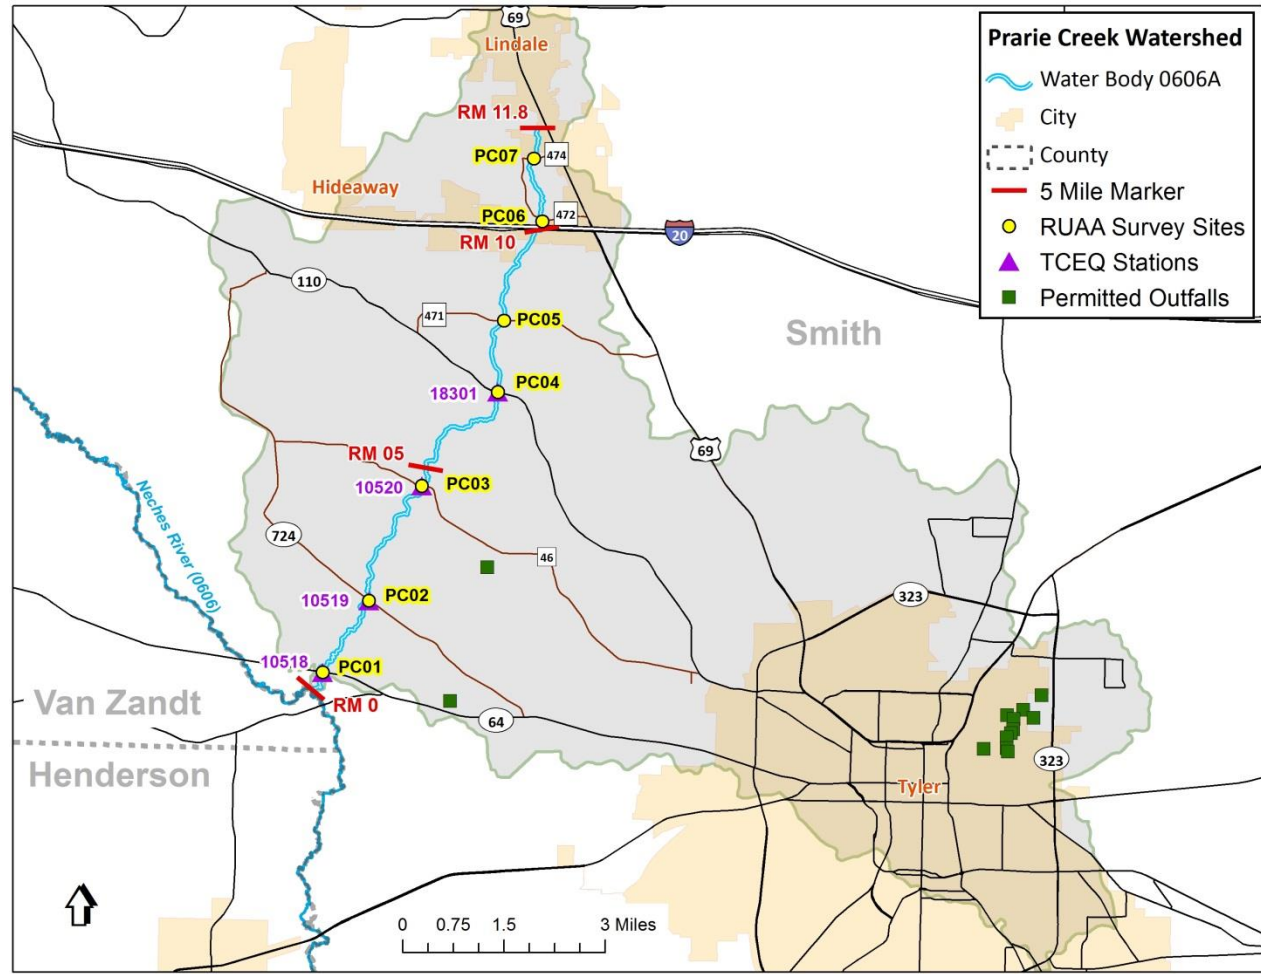 69
Lindale
RM 11.8
PC07
474
Hideaway
PC06
472
RM 10
20
110
471
PC05
Smith
18301
PC04
69
RM 05
10520
PC03
Neches River (0606)
724
46
10519
PC02
323
10518
PC01
Van Zandt
RM 0
64
Henderson
323
Tyler
0 0.75 1.5 3 Miles
Prarie Creek Watershed
Water Body 0606A
City
County
5 Mile Marker
RUAA Survey Sites
TCEQ Stations
Permitted Outfalls